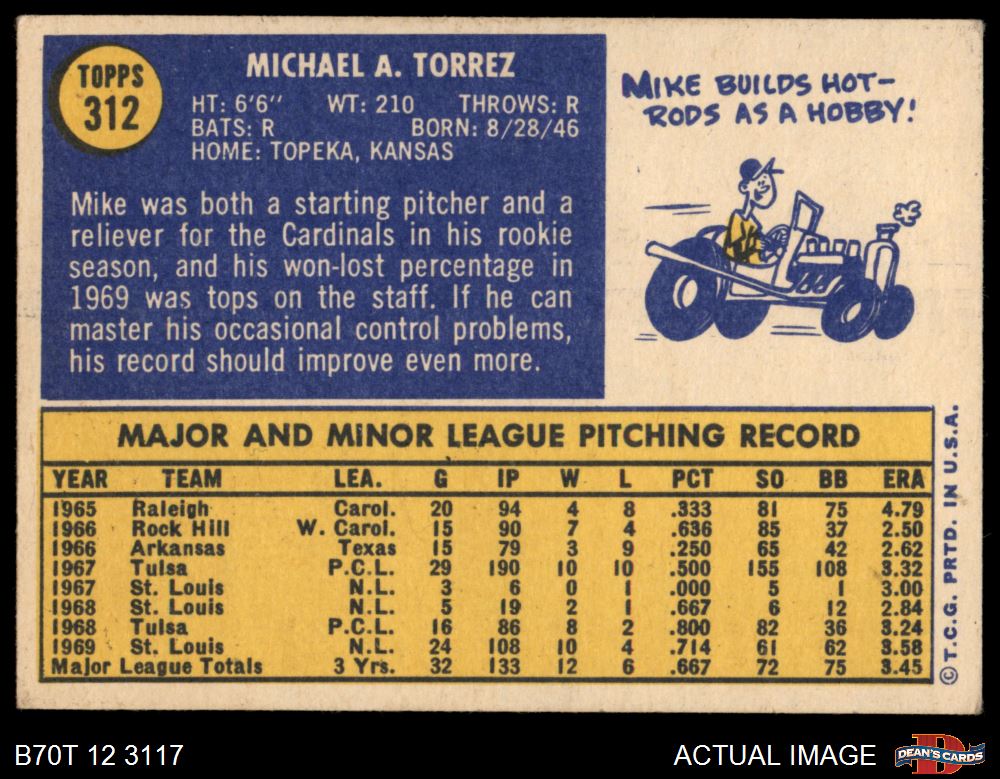 TOPPS
312
MICHAEL A. TORREZ
HT: 6'6" WT: 210 THROWS: R
BATS: R BORN: 8/28/46
HOME: TOPEKA, KANSAS
Mike was both a starting pitcher and a
reliever for the Cardinals in his rookie
season, and his won-lost percentage in
1969 was tops on the staff. If he can
master his occasional control problems,
his record should improve even more.
MIKE BUILDS HOT-
RODS AS A HOBBY!
MAJOR AND MINOR LEAGUE PITCHING RECORD
YEAR TEAM LEA. G IP W L PCT SO BB ERA
1965 Raleigh Carol. 20 94 4 8 .333 81 75 4.79
1966 Rock Hill W. Carol. 15 90 7 4 .636 85 37 2.50
1966 Arkansas Texas 15 79 3 9 .250 65 42 2.62
1967 Tulsa P.C.L. 29 190 10 10 .500 155 108 3.32
1967 St. Louis N.L. 3 6 0 1 .000 5 1 3.00
1968 St. Louis N.L. 5 19 2 1 .667 6 12 2.84
1968 Tulsa P.C.L. 16 86 8 2 .800 82 36 3.24
1969 St. Louis N.L. 24 108 10 4 .714 61 62 3.58
Major League Totals 3 Yrs. 32 133 12 6 .667 72 75 3.45
© T.C.G. PRTD. IN U.S.A.
B70T 12 3117
ACTUAL IMAGE
D
DEAN'S CARDS